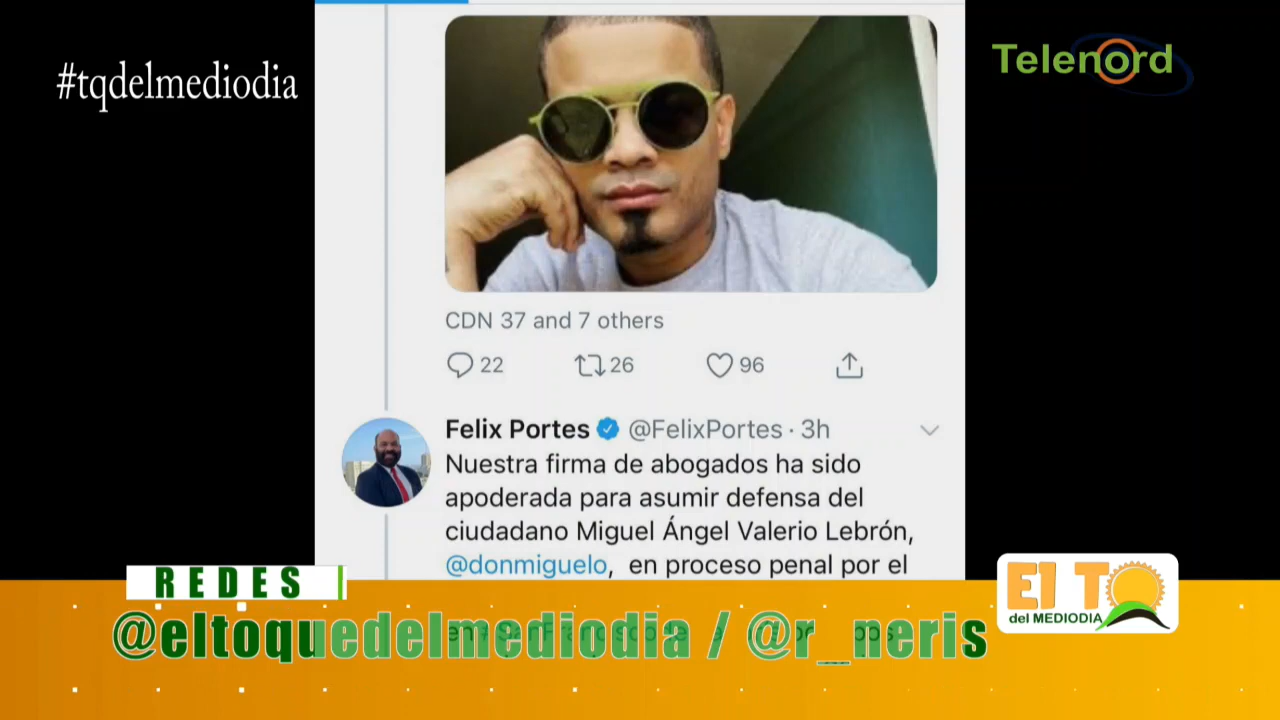 #tqdelmediodia
Telenord
CDN 37 and 7 others
22 26 96
Felix Portes @FelixPortes · 3h
Nuestra firma de abogados ha sido
apoderada para asumir defensa del
ciudadano Miguel Ángel Valerio Lebrón,
@donmiguelo, en proceso penal por el
REDES
@eltoquedelmediodia / @r_neris
El TQ
del MEDIODIA